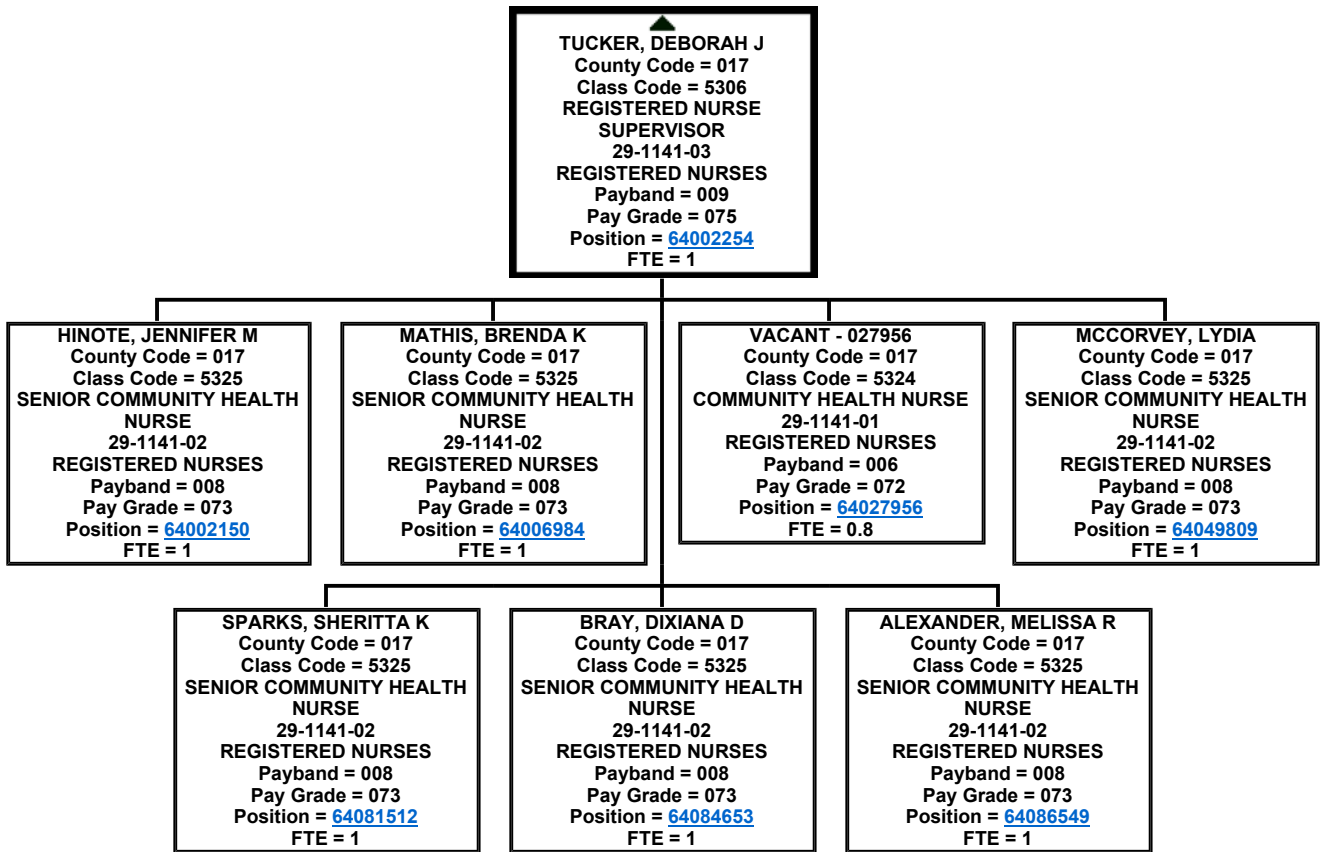 TUCKER, DEBORAH J
County Code = 017
Class Code = 5306
REGISTERED NURSE
SUPERVISOR
29-1141-03
REGISTERED NURSES
Payband = 009
Pay Grade = 075
Position = 64002254
FTE = 1
HINOTE, JENNIFER M
County Code = 017
Class Code = 5325
SENIOR COMMUNITY HEALTH
NURSE
29-1141-02
REGISTERED NURSES
Payband = 008
Pay Grade = 073
Position = 64002150
FTE = 1
MATHIS, BRENDA K
County Code = 017
Class Code = 5325
SENIOR COMMUNITY HEALTH
NURSE
29-1141-02
REGISTERED NURSES
Payband = 008
Pay Grade = 073
Position = 64006984
FTE = 1
VACANT - 027956
County Code = 017
Class Code = 5324
COMMUNITY HEALTH NURSE
29-1141-01
REGISTERED NURSES
Payband = 006
Pay Grade = 072
Position = 64027956
FTE = 0.8
MCCORVEY, LYDIA
County Code = 017
Class Code = 5325
SENIOR COMMUNITY HEALTH
NURSE
29-1141-02
REGISTERED NURSES
Payband = 008
Pay Grade = 073
Position = 64049809
FTE = 1
SPARKS, SHERITTA K
County Code = 017
Class Code = 5325
SENIOR COMMUNITY HEALTH
NURSE
29-1141-02
REGISTERED NURSES
Payband = 008
Pay Grade = 073
Position = 64081512
FTE = 1
BRAY, DIXIANA D
County Code = 017
Class Code = 5325
SENIOR COMMUNITY HEALTH
NURSE
29-1141-02
REGISTERED NURSES
Payband = 008
Pay Grade = 073
Position = 64084653
FTE = 1
ALEXANDER, MELISSA R
County Code = 017
Class Code = 5325
SENIOR COMMUNITY HEALTH
NURSE
29-1141-02
REGISTERED NURSES
Payband = 008
Pay Grade = 073
Position = 64086549
FTE = 1